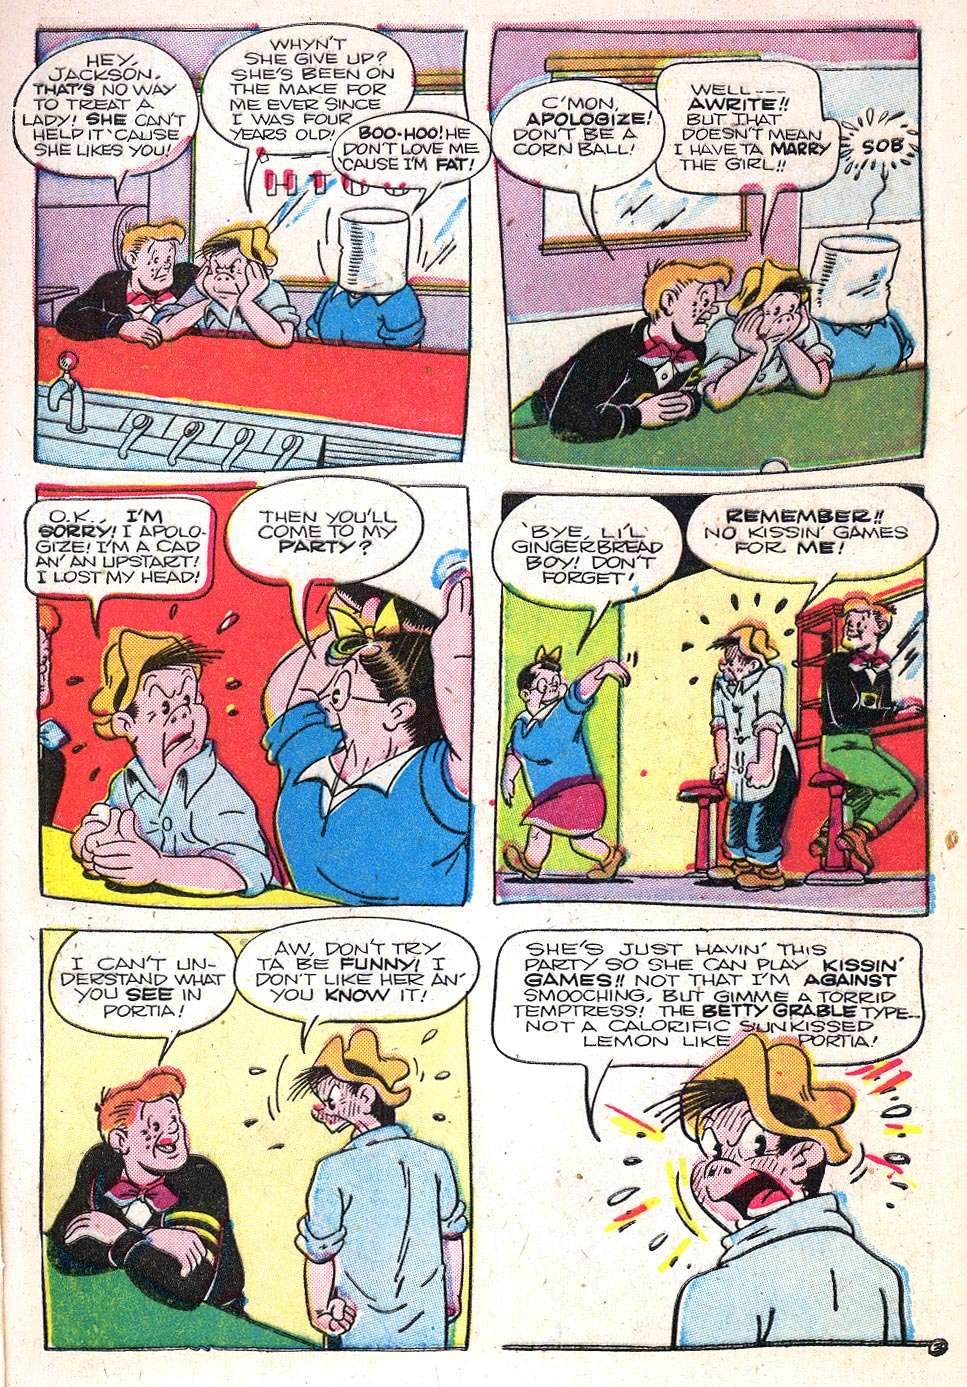 HEY,
JACKSON,
THAT'S NO WAY
TO TREAT A
LADY! SHE CAN'T
HELP IT 'CAUSE
SHE LIKES YOU!
WHYN'T
SHE GIVE UP?
SHE'S BEEN ON
THE MAKE FOR
ME EVER SINCE
I WAS FOUR
YEARS OLD!
BOO-HOO! HE
DON'T LOVE ME
'CAUSE I'M FAT!
C'MON,
APOLOGIZE!
DON'T BE A
CORN BALL!
WELL----
AWRITE!!
BUT THAT
DOESN'T MEAN
I HAVE TA MARRY
THE GIRL!!
SOB
O.K., I'M
SORRY! I APOLO-
GIZE! I'M A CAD
AN' AN UPSTART!
I LOST MY HEAD!
THEN YOU'LL
COME TO MY
PARTY?
'BYE, LI'L
GINGERBREAD
BOY! DON'T
FORGET!
REMEMBER!!
NO KISSIN' GAMES
FOR ME!
I CAN'T UN-
DERSTAND WHAT
YOU SEE IN
PORTIA!
AW, DON'T TRY
TA BE FUNNY! I
DON'T LIKE HER AN'
YOU KNOW IT!
SHE'S JUST HAVIN' THIS
PARTY SO SHE CAN PLAY KISSIN'
GAMES!! NOT THAT I'M AGAINST
SMOOCHING, BUT GIMME A TORRID
TEMPTRESS! THE BETTY GRABLE TYPE--
NOT A CALORIFIC SUNKISSED
LEMON LIKE PORTIA!
3